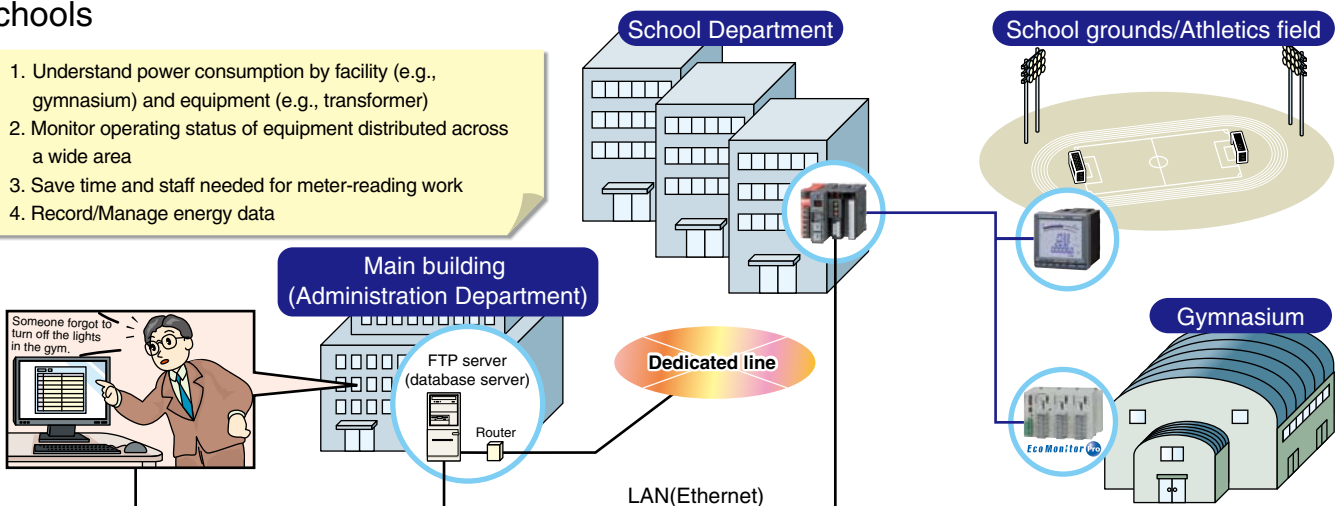 chools
1. Understand power consumption by facility (e.g.,
gymnasium) and equipment (e.g., transformer)
2. Monitor operating status of equipment distributed across
a wide area
3. Save time and staff needed for meter-reading work
4. Record/Manage energy data
School Department
School grounds/Athletics field
Main building
(Administration Department)
Someone forgot to
turn off the lights
in the gym.
FTP server
(database server)
Router
Dedicated line
Gymnasium
EcoMonitor Pro
LAN(Ethernet)